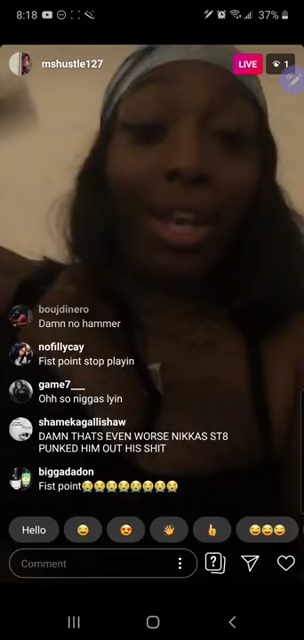 8:18
37%
mshustle127
LIVE
1
boujdinero
Damn no hammer
nofillycay
Fist point stop playin
game7___
Ohh so niggas lyin
shamekagallishaw
DAMN THATS EVEN WORSE NIKKAS ST8
PUNKED HIM OUT HIS SHIT
biggadadon
Fist point😭😭😭😭😭😭😭😭
Hello
Comment